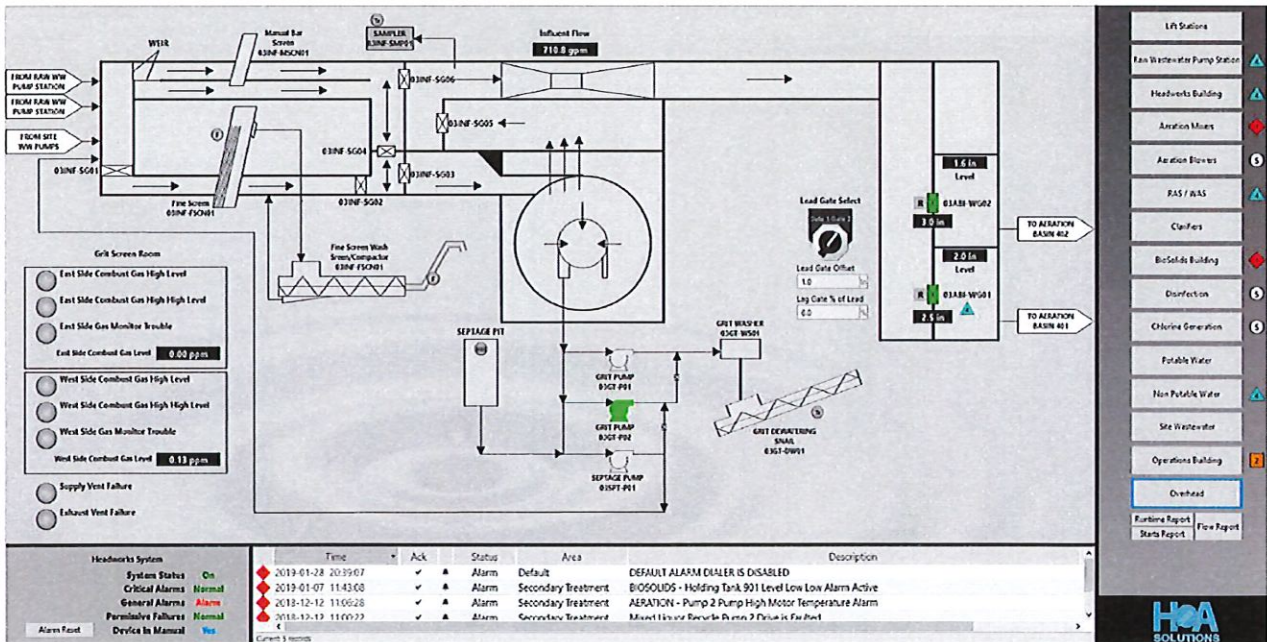 WEIR
Manual Bar
Screen
03INF-MSCN01
SAMPLER
03INF-SMP01
Influent Flow
710.8 gpm
FROM RAW WW
PUMP STATION
FROM RAW WW
PUMP STATION
FROM SITE
WW PUMPS
03INF-SG01
03INF-SG06
03INF-SG05
03INF-SG04
03INF-SG03
03INF-SG02
Fine Screen
03INF-FSCN01
Fine Screen Wash
Sreen/Compactor
03INF-FSCN01
Lead Gate Select
Gate 1 Gate 2
Lead Gate Offset
1.0
Lag Gate % of Lead
0.0
1.6 in
Level
R 03ABI-WG02
3.0 in
2.0 in
Level
R 03ABI-WG01
2.5 in
TO AERATION
BASIN 402
TO AERATION
BASIN 401
Grit Screen Room
East Side Combust Gas High Level
East Side Combust Gas High High Level
East Side Gas Monitor Trouble
East Side Combust Gas Level 0.00 ppm
West Side Combust Gas High Level
West Side Combust Gas High High Level
West Side Gas Monitor Trouble
West Side Combust Gas Level 0.13 ppm
Supply Vent Failure
Exhaust Vent Failure
SEPTAGE PIT
GRIT PUMP
03GT-P01
GRIT PUMP
03GT-P02
SEPTAGE PUMP
03SPT-P01
GRIT WASHER
03GT-WS01
GRIT DEWATERING
SNAIL
03GT-DW01
Lift Stations
Raw Wastewater Pump Station
Headworks Building
Aeration Mixers
Aeration Blowers
S
RAS / WAS
Clarifiers
BioSolids Building
Disinfection
S
Chlorine Generation
S
Potable Water
Non Potable Water
Site Wastewater
Operations Building
2
Overhead
Runtime Report
Starts Report
Flow Report
Headworks System
System Status On
Critical Alarms Normal
General Alarms Alarm
Permissive Failures Normal
Device In Manual Yes
Alarm Reset
Time Ack Status Area Description
2019-01-28 20:39:07 Alarm Default DEFAULT ALARM DIALER IS DISABLED
2019-01-07 11:43:08 Alarm Secondary Treatment BIOSOLIDS - Holding Tank 901 Level Low Low Alarm Active
2018-12-12 11:06:28 Alarm Secondary Treatment AERATION - Pump 2 Pump High Motor Temperature Alarm
2018-12-12 11:00:22 Alarm Secondary Treatment Mixed Liquor Recycle Pump 2 Drive is Faulted
Current 5 records
HOA
SOLUTIONS